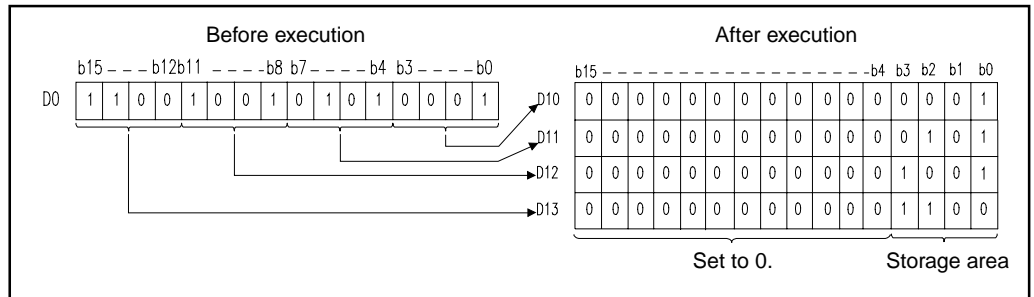 Before execution After execution
b15 - - - b12b11 - - - - -b8 b7- - - - -b4 b3- - - - -b0
b15 - - - - - - - - - - - - - - - - - - - -b4 b3 b2 b1 b0
D0 1 1 0 0 1 0 0 1 0 1 0 1 0 0 0 1
D10 0 0 0 0 0 0 0 0 0 0 0 0 0 0 0 1
D11 0 0 0 0 0 0 0 0 0 0 0 0 0 1 0 1
D12 0 0 0 0 0 0 0 0 0 0 0 0 1 0 0 1
D13 0 0 0 0 0 0 0 0 0 0 0 0 1 1 0 0
Set to 0. Storage area